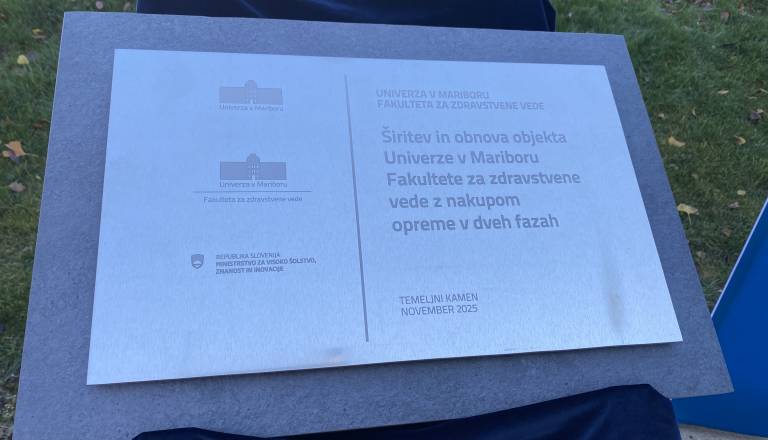 Univerza v Mariboru
Univerza v Mariboru
Fakulteta za zdravstvene vede
REPUBLIKA SLOVENIJA
MINISTRSTVO ZA VISOKO ŠOLSTVO,
ZNANOST IN INOVACIJE
UNIVERZA V MARIBORU
FAKULTETA ZA ZDRAVSTVENE VEDE
Širitev in obnova objekta
Univerze v Mariboru
Fakultete za zdravstvene
vede z nakupom
opreme v dveh fazah
TEMELJNI KAMEN
NOVEMBER 2025